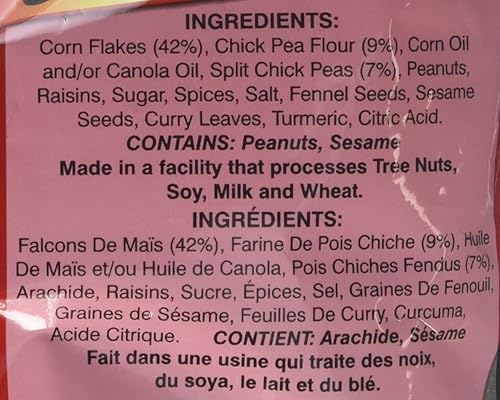 INGREDIENTS:
Corn Flakes (42%), Chick Pea Flour (9%), Corn Oil
and/or Canola Oil, Split Chick Peas (7%), Peanuts,
Raisins, Sugar, Spices, Salt, Fennel Seeds, Sesame
Seeds, Curry Leaves, Turmeric, Citric Acid.
CONTAINS: Peanuts, Sesame
Made in a facility that processes Tree Nuts,
Soy, Milk and Wheat.
INGRÉDIENTS:
Falcons De Maïs (42%), Farine De Pois Chiche (9%), Huile
De Maïs et/ou Huile de Canola, Pois Chiches Fendus (7%),
Arachide, Raisins, Sucre, Épices, Sel, Graines De Fenouil,
Graines de Sésame, Feuilles De Curry, Curcuma,
Acide Citrique. CONTIENT: Arachide, Sésame
Fait dans une usine qui traite des noix,
du soya, le lait et du blé.